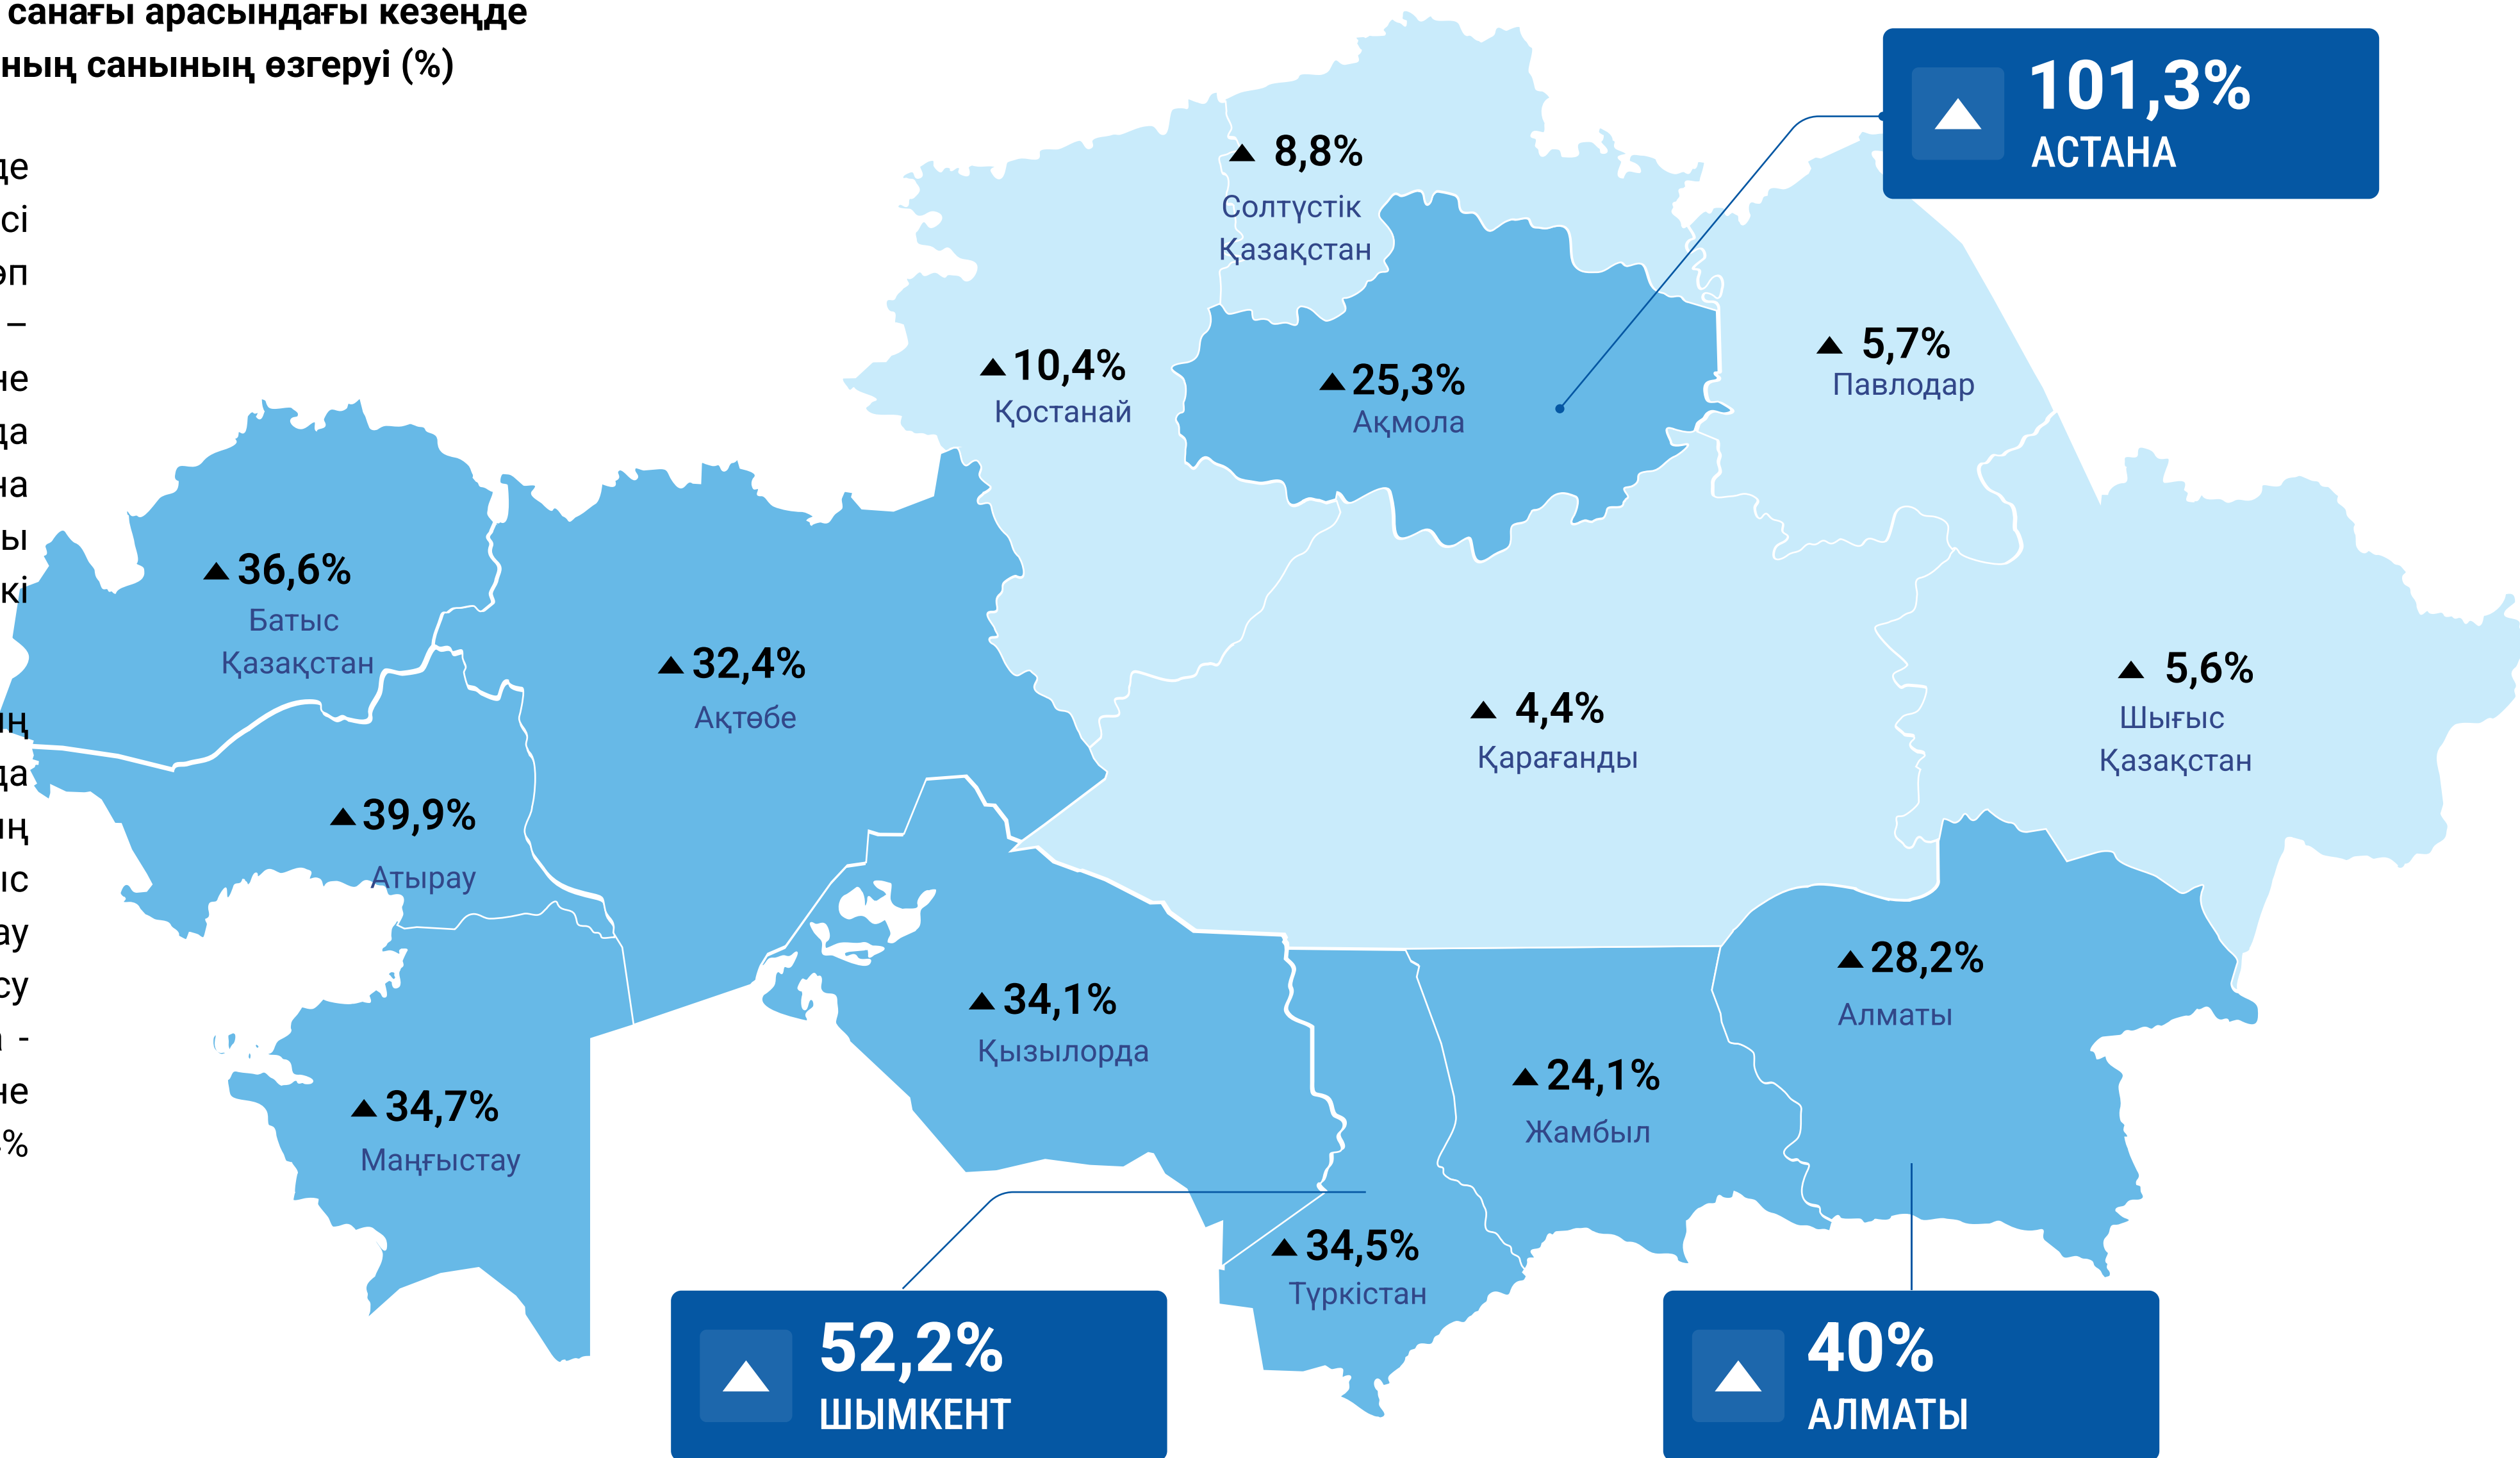 санағы арасындағы кезеңде
ның санының өзгеруі (%)
101,3%
АСТАНА
8,8%
Солтүстік
Қазақстан
5,7%
Павлодар
10,4%
Қостанай
25,3%
Ақмола
36,6%
Батыс
Қазақстан
32,4%
Ақтөбе
4,4%
Қарағанды
5,6%
Шығыс
Қазақстан
39,9%
Атырау
28,2%
Алматы
34,1%
Қызылорда
24,1%
Жамбыл
34,7%
Маңғыстау
34,5%
Түркістан
52,2%
ШЫМКЕНТ
40%
АЛМАТЫ